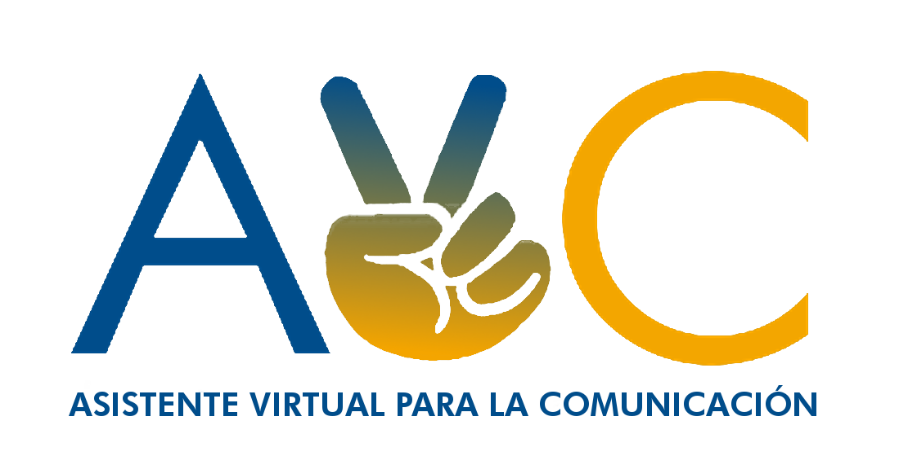 AVC
ASISTENTE VIRTUAL PARA LA COMUNICACIÓN